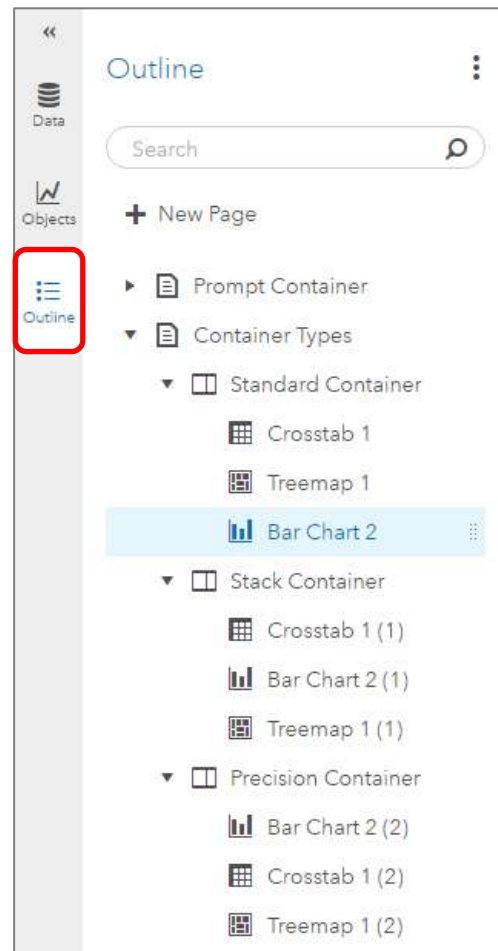 Data
Objects
Outline
Outline
Search
New Page
Prompt Container
Container Types
Standard Container
Crosstab 1
Treemap 1
Bar Chart 2
Stack Container
Crosstab 1 (1)
Bar Chart 2 (1)
Treemap 1 (1)
Precision Container
Bar Chart 2 (2)
Crosstab 1 (2)
Treemap 1 (2)